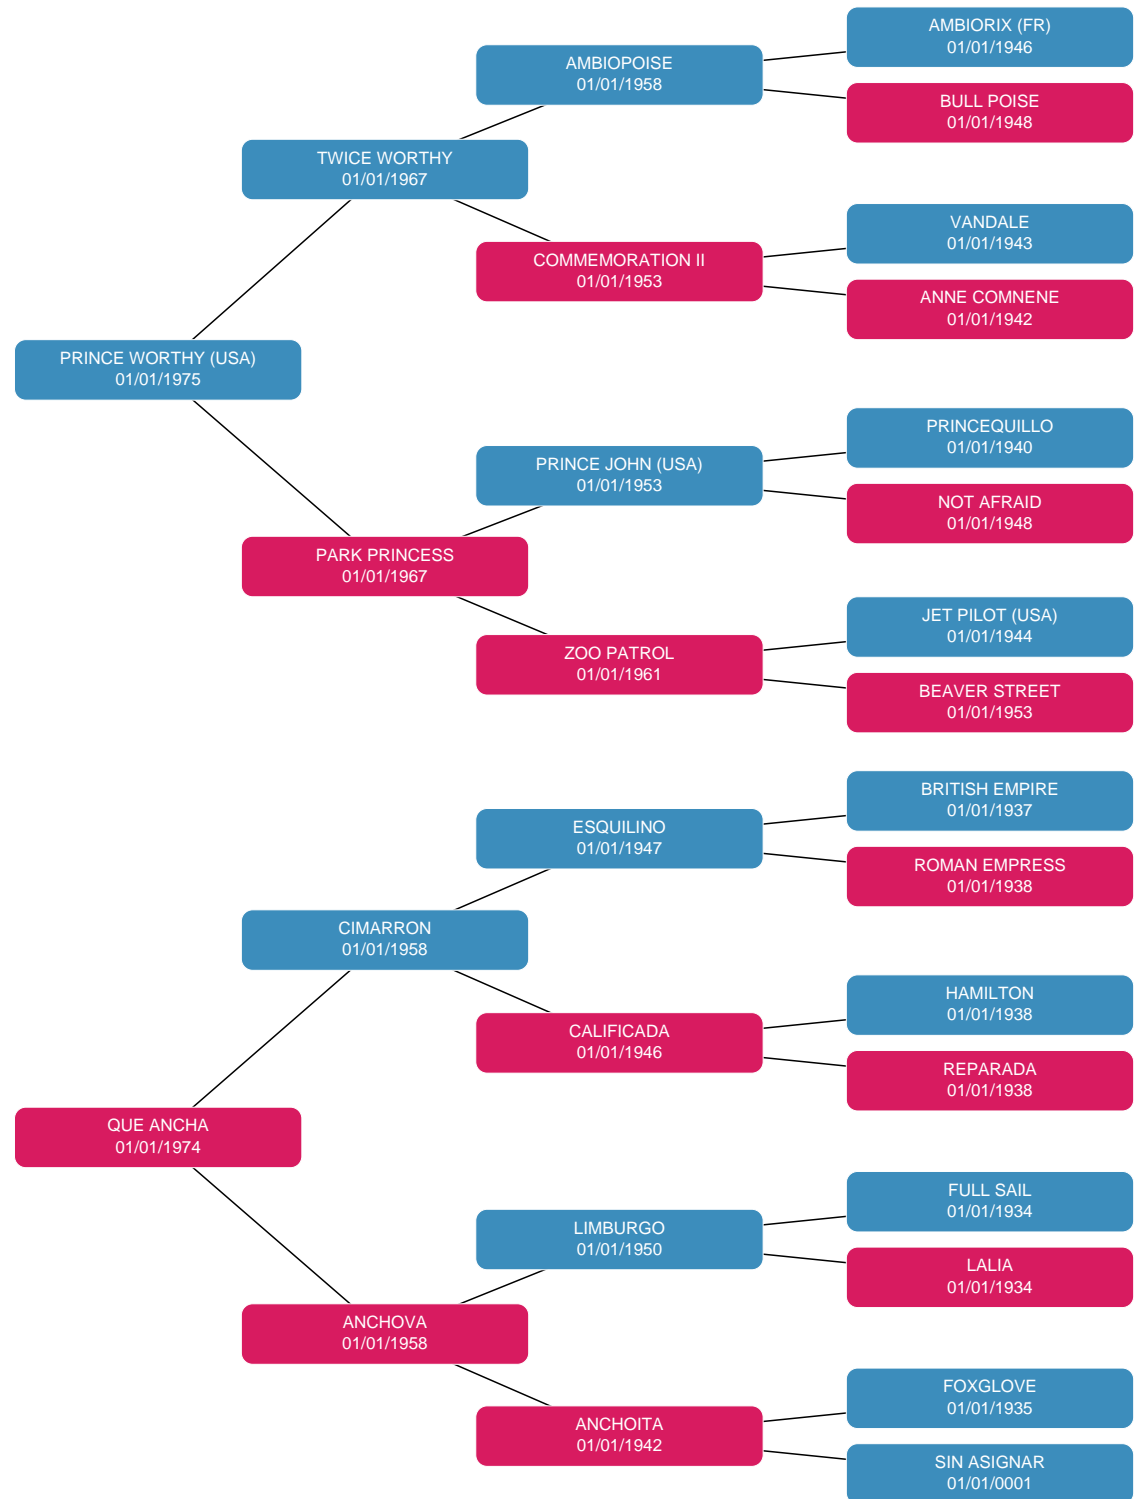 AMBIORIX (FR)
01/01/1946
AMBIOPOISE
01/01/1958
BULL POISE
01/01/1948
TWICE WORTHY
01/01/1967
VANDALE
01/01/1943
COMMEMORATION II
01/01/1953
ANNE COMNENE
01/01/1942
PRINCE WORTHY (USA)
01/01/1975
PRINCEQUILLO
01/01/1940
PRINCE JOHN (USA)
01/01/1953
NOT AFRAID
01/01/1948
PARK PRINCESS
01/01/1967
JET PILOT (USA)
01/01/1944
ZOO PATROL
01/01/1961
BEAVER STREET
01/01/1953
BRITISH EMPIRE
01/01/1937
ESQUILINO
01/01/1947
ROMAN EMPRESS
01/01/1938
CIMARRON
01/01/1958
HAMILTON
01/01/1938
CALIFICADA
01/01/1946
REPARADA
01/01/1938
QUE ANCHA
01/01/1974
FULL SAIL
01/01/1934
LIMBURGO
01/01/1950
LALIA
01/01/1934
ANCHOVA
01/01/1958
FOXGLOVE
01/01/1935
ANCHOITA
01/01/1942
SIN ASIGNAR
01/01/0001